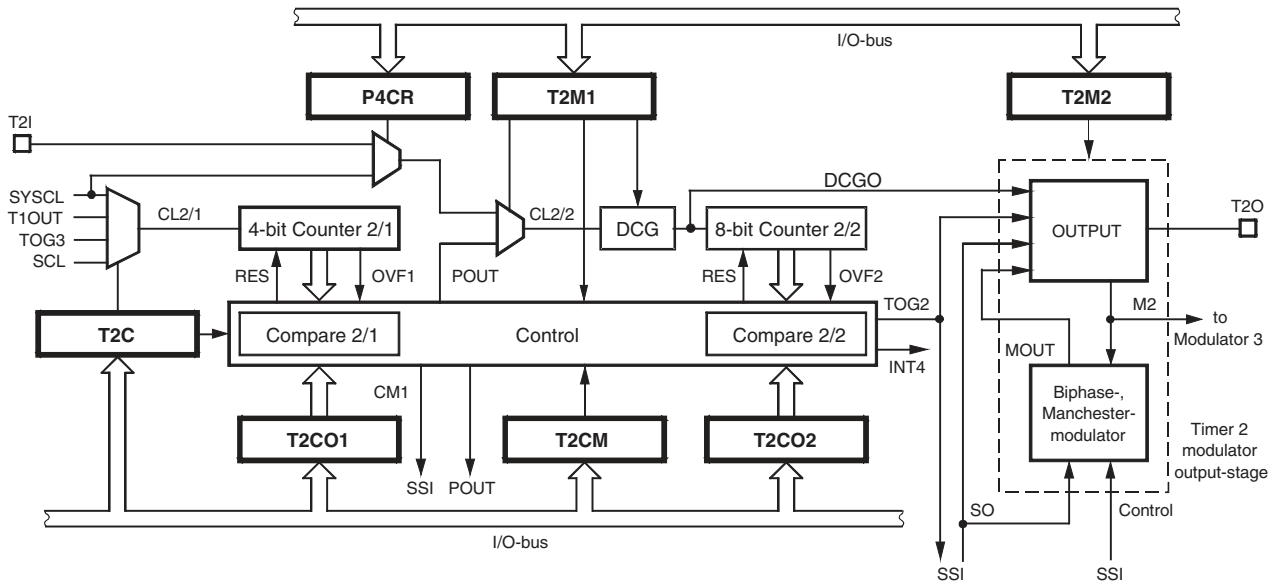 I/O-bus
P4CR
T2M1
T2M2
T2I
DCGO
SYSCL
T1OUT
TOG3
SCL
CL2/1
4-bit Counter 2/1
CL2/2
DCG
8-bit Counter 2/2
OUTPUT
T2O
RES
OVF1
POUT
RES
OVF2
TOG2
M2
to
Modulator 3
T2C
Compare 2/1
Control
Compare 2/2
INT4
MOUT
CM1
Biphase-,
Manchester-
modulator
Timer 2
modulator
output-stage
T2CO1
T2CM
T2CO2
SSI
POUT
SO
Control
I/O-bus
SSI
SSI